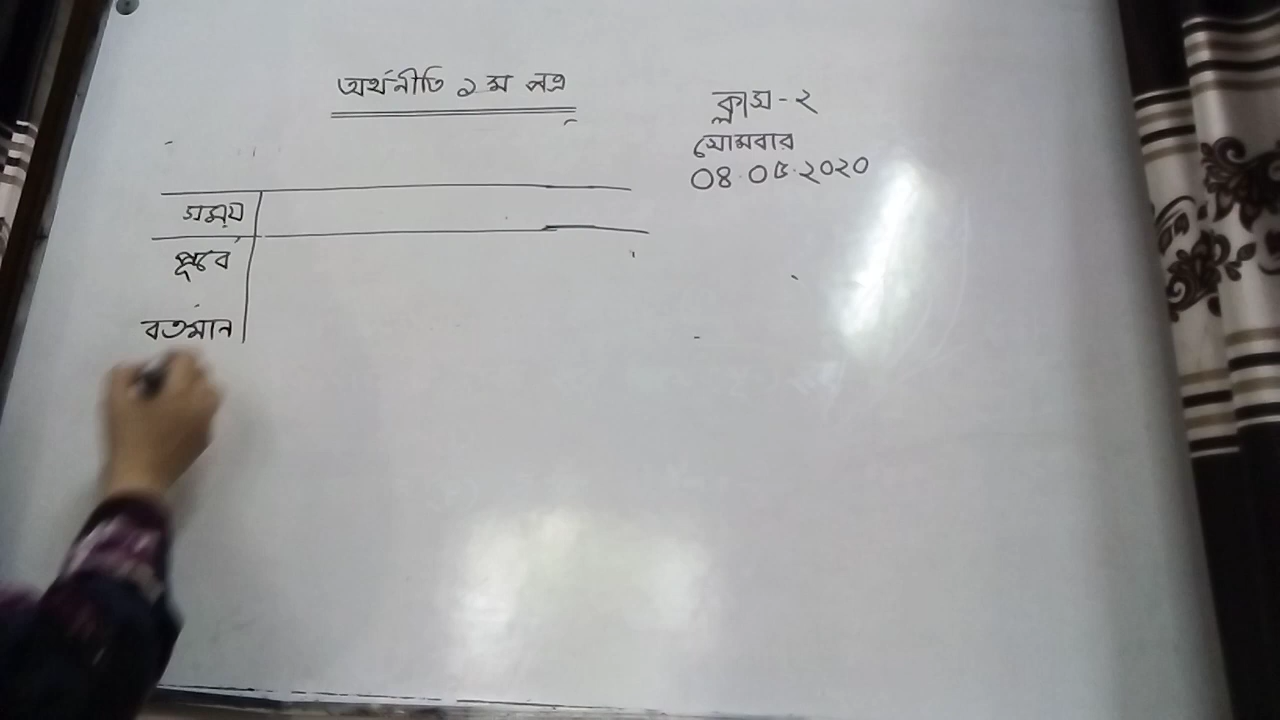 অর্থনীতি ১ম পত্র
ক্লাস-২
সোমবার
০৪.০৫.২০২০
সময়
পূর্বে
বর্তমান